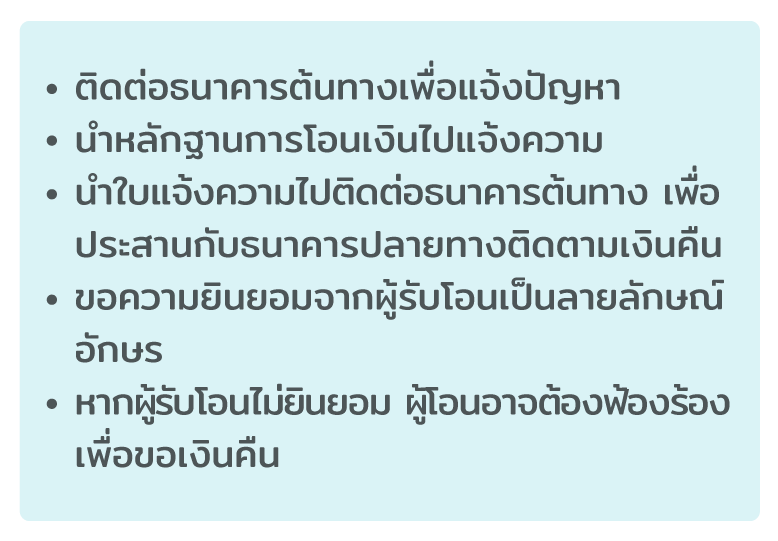 • ติดต่อธนาคารต้นทางเพื่อแจ้งปัญหา
• นำหลักฐานการโอนเงินไปแจ้งความ
• นำใบแจ้งความไปติดต่อธนาคารต้นทาง เพื่อ
ประสานกับธนาคารปลายทางติดตามเงินคืน
• ขอความยินยอมจากผู้รับโอนเป็นลายลักษณ์
อักษร
• หากผู้รับโอนไม่ยินยอม ผู้โอนอาจต้องฟ้องร้อง
เพื่อขอเงินคืน